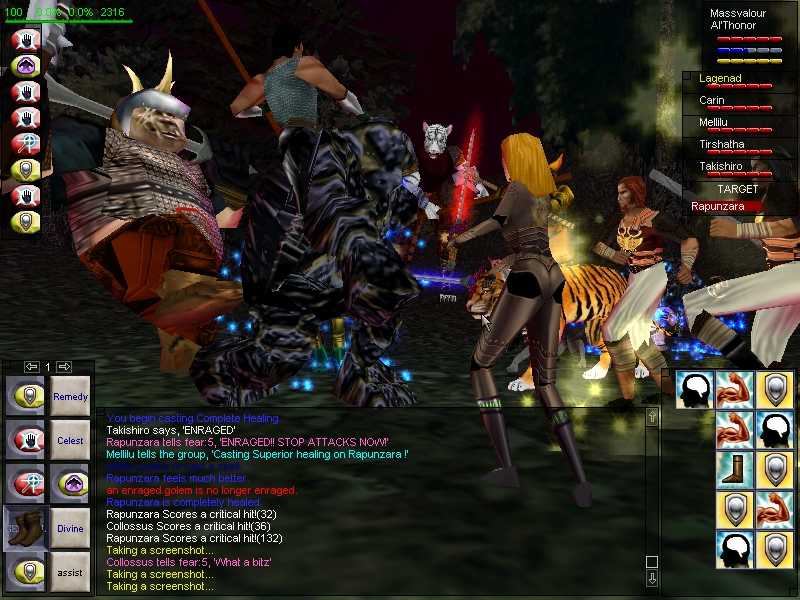 100 0.0% 0.0% 2316
Massvalour
Al'Thonor
Lagenad
Carin
Mellilu
Tirshatha
Takishiro
TARGET
Rapunzara
1
Remedy
Celest
Divine
assist
You begin casting Complete Healing.
Takishiro says, 'ENRAGED'
Rapunzara tells fear:5, 'ENRAGED!! STOP ATTACKS NOW!'
Mellilu tells the group, 'Casting Superior healing on Rapunzara !'
Rapunzara feels much better.
an enraged golem is no longer enraged.
Rapunzara is completely healed.
Rapunzara Scores a critical hit!(32)
Collossus Scores a critical hit!(36)
Rapunzara Scores a critical hit!(132)
Taking a screenshot...
Collossus tells fear:5, 'What a bitz'
Taking a screenshot...
Taking a screenshot...